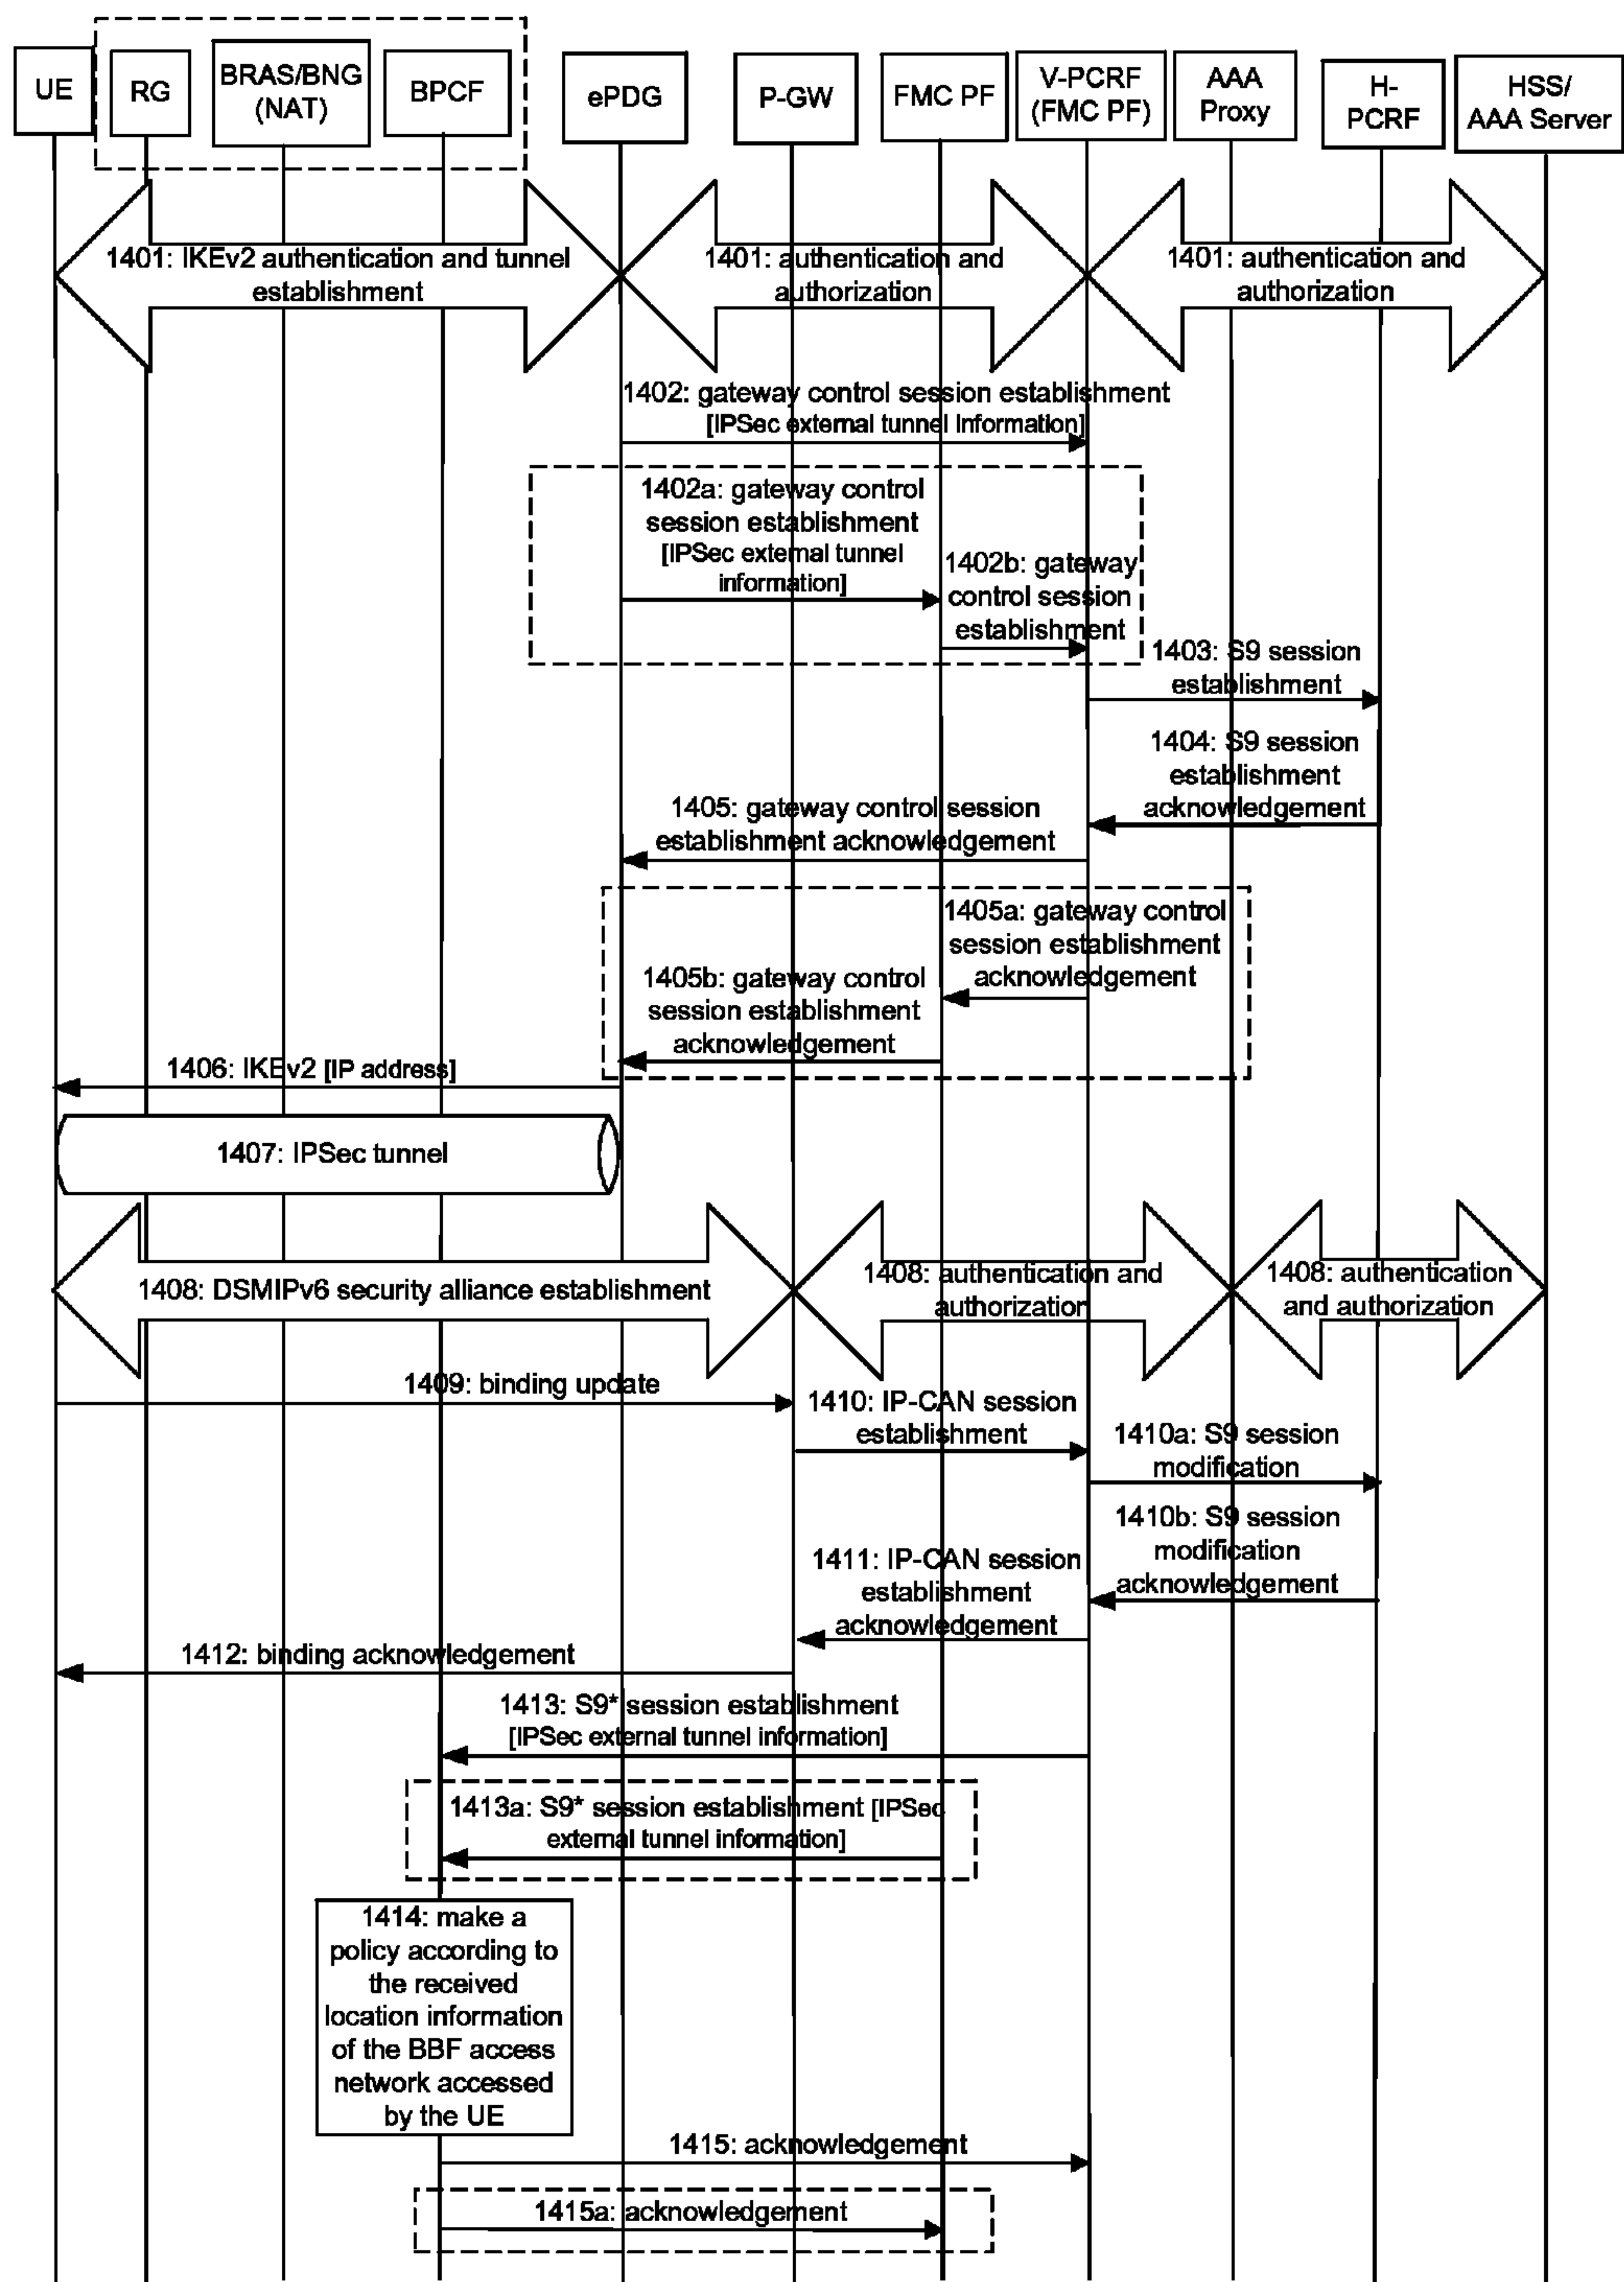 UE
RG
BRAS/BNG
(NAT)
BPCF
ePDG
P-GW
FMC PF
V-PCRF
(FMC PF)
AAA
Proxy
H-
PCRF
HSS/
AAA Server
1401: IKEv2 authentication and tunnel
establishment
1401: authentication and
authorization
1401: authentication and
authorization
1402: gateway control session establishment
[IPSec external tunnel Information]
1402a: gateway control
session establishment
[IPSec external tunnel
information]
1402b: gateway
control session
establishment
1403: S9 session
establishment
1404: S9 session
establishment
acknowledgement
1405: gateway control session
establishment acknowledgement
1405a: gateway control
session establishment
acknowledgement
1405b: gateway control
session establishment
acknowledgement
1406: IKEv2 [IP address]
1407: IPSec tunnel
1408: DSMIPv6 security alliance establishment
1408: authentication and
authorization
1408: authentication
and authorization
1409: binding update
1410: IP-CAN session
establishment
1410a: S9 session
modification
1410b: S9 session
modification
acknowledgement
1411: IP-CAN session
establishment
acknowledgement
1412: binding acknowledgement
1413: S9* session establishment
[IPSec external tunnel information]
1413a: S9* session establishment [IPSec
external tunnel information]
1414: make a
policy according to
the received
location information
of the BBF access
network accessed
by the UE
1415: acknowledgement
1415a: acknowledgement